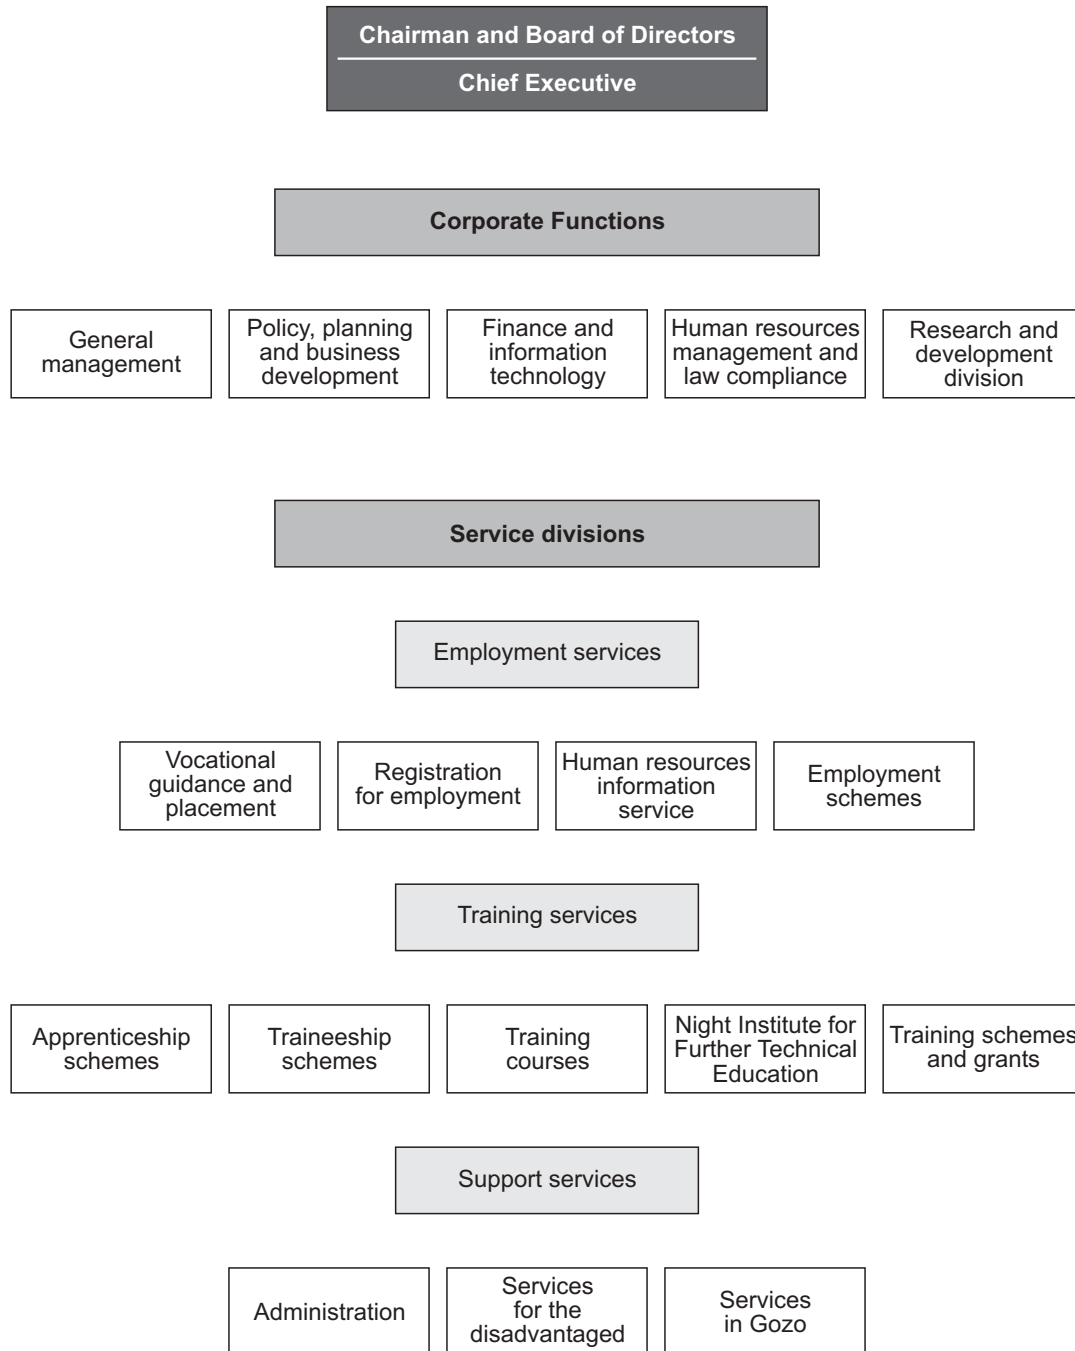 Chairman and Board of Directors
Chief Executive
Corporate Functions
General
management
Policy, planning
and business
development
Finance and
information
technology
Human resources
management and
law compliance
Research and
development
division
Service divisions
Employment services
Vocational
guidance and
placement
Registration
for employment
Human resources
information
service
Employment
schemes
Training services
Apprenticeship
schemes
Traineeship
schemes
Training
courses
Night Institute for
Further Technical
Education
Training schemes
and grants
Support services
Administration
Services
for the
disadvantaged
Services
in Gozo